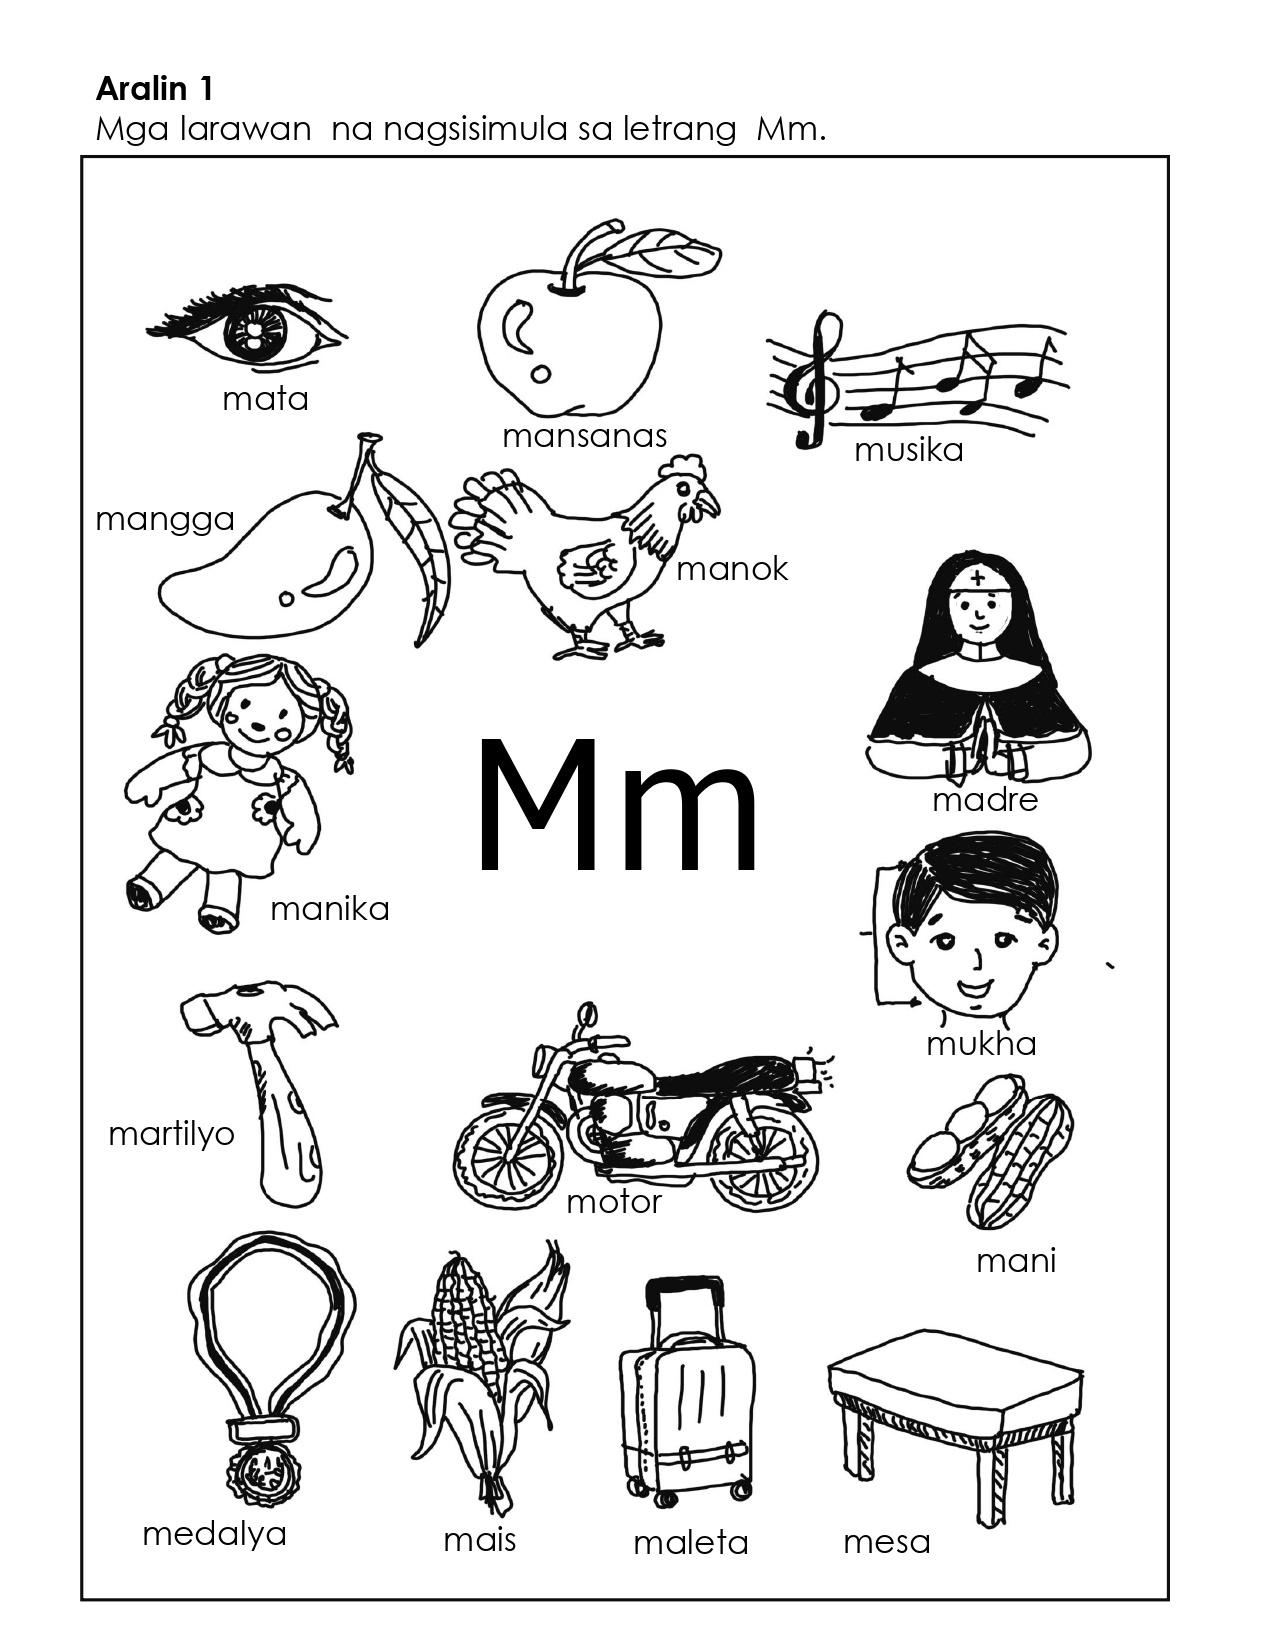 Aralin 1
Mga larawan na nagsisimula sa letrang Mm.
mata
mansanas
musika
mangga
manok
madre
Mm
manika
mukha
martilyo
motor
mani
medalya
mais
maleta
mesa